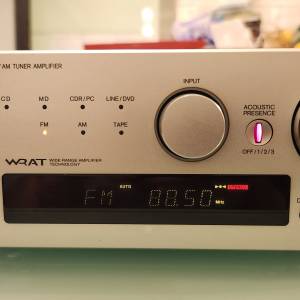 AM TUNER AMPLIFIER
INPUT
CD MD CDR/PC LINE/DVD
ACOUSTIC
PRESENCE
FM AM TAPE
OFF/1/2/3
WRAT WIDE RANGE AMPLIFIER
TECHNOLOGY
AUTO
FM 88.50 MHz